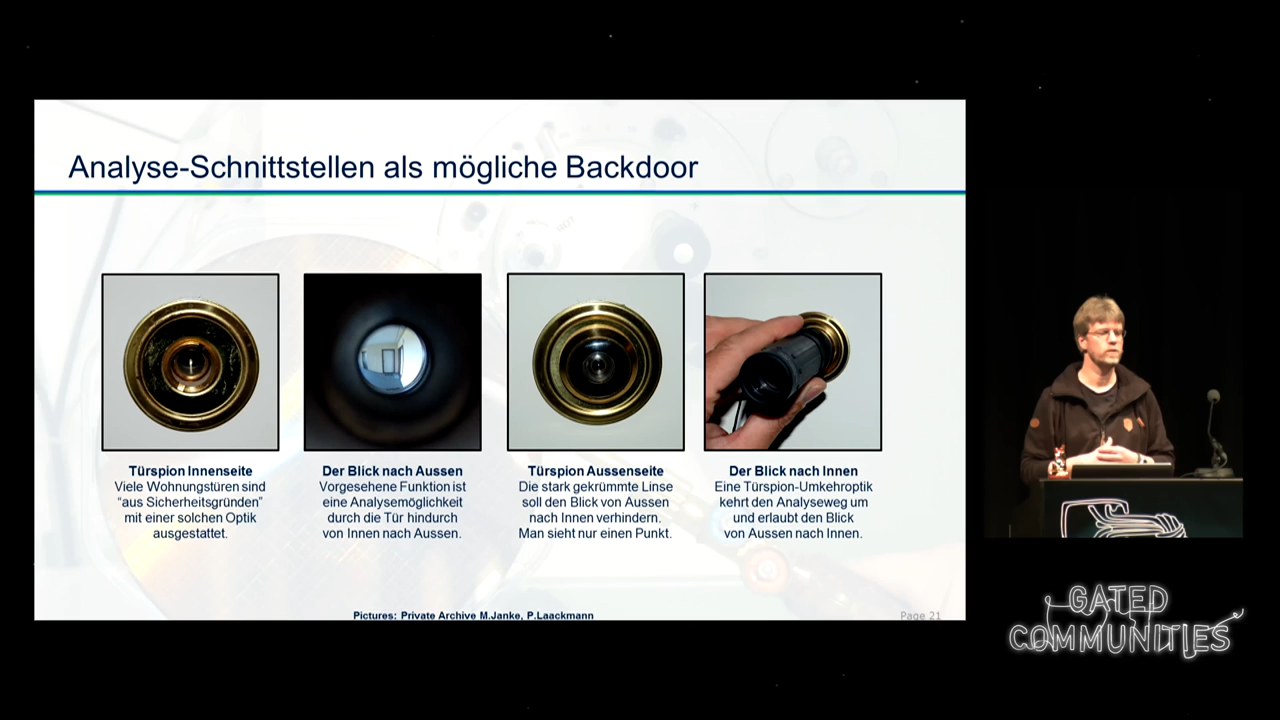 Analyse-Schnittstellen als mögliche Backdoor
Türspion Innenseite
Viele Wohnungstüren sind
“aus Sicherheitsgründen”
mit einer solchen Optik
ausgestattet.
Der Blick nach Aussen
Vorgesehene Funktion ist
eine Analysemöglichkeit
durch die Tür hindurch
von Innen nach Aussen.
Türspion Aussenseite
Die stark gekrümmte Linse
soll den Blick von Aussen
nach Innen verhindern.
Man sieht nur einen Punkt.
Der Blick nach Innen
Eine Türspion-Umkehroptik
kehrt den Analyseweg um
und erlaubt den Blick
von Aussen nach Innen.
Pictures: Private Archive M.Janke, P.Laackmann
Page 21
GATED
COMMUNITIES